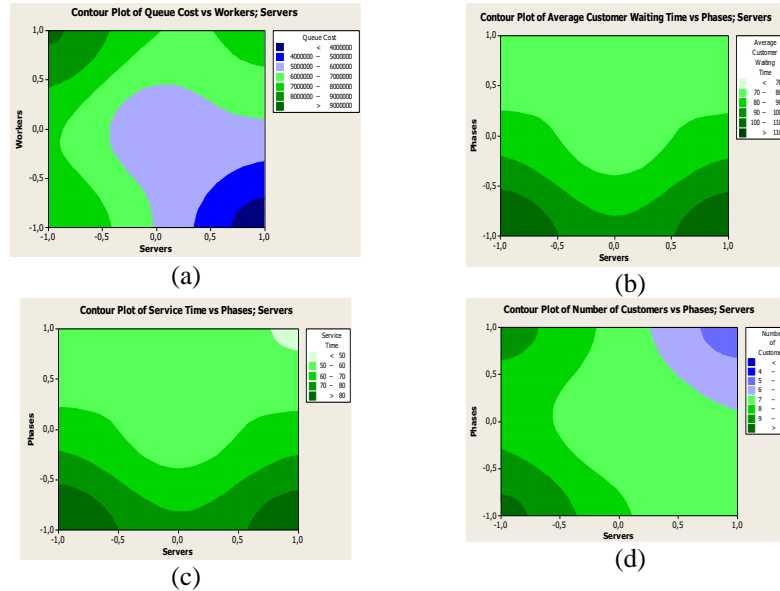 Contour Plot of Queue Cost vs Workers; Servers
Workers
1,0
0,5
0,0
-0,5
-1,0
-1,0 -0,5 0,0 0,5 1,0
Servers
Queue Cost
< 4000000
4000000 – 5000000
5000000 – 6000000
6000000 – 7000000
7000000 – 8000000
8000000 – 9000000
> 9000000
(a)
Contour Plot of Average Customer Waiting Time vs Phases; Servers
Phases
1,0
0,5
0,0
-0,5
-1,0
-1,0 -0,5 0,0 0,5 1,0
Servers
Average
Customer
Waiting
Time
< 70
70 – 80
80 – 90
90 – 100
100 – 110
> 110
(b)
Contour Plot of Service Time vs Phases; Servers
Phases
1,0
0,5
0,0
-0,5
-1,0
-1,0 -0,5 0,0 0,5 1,0
Servers
Service
Time
< 50
50 – 60
60 – 70
70 – 80
> 80
(c)
Contour Plot of Number of Customers vs Phases; Servers
Phases
1,0
0,5
0,0
-0,5
-1,0
-1,0 -0,5 0,0 0,5 1,0
Servers
of
<
4 –
5 –
6 –
7 –
8 –
9 –
>
(d)